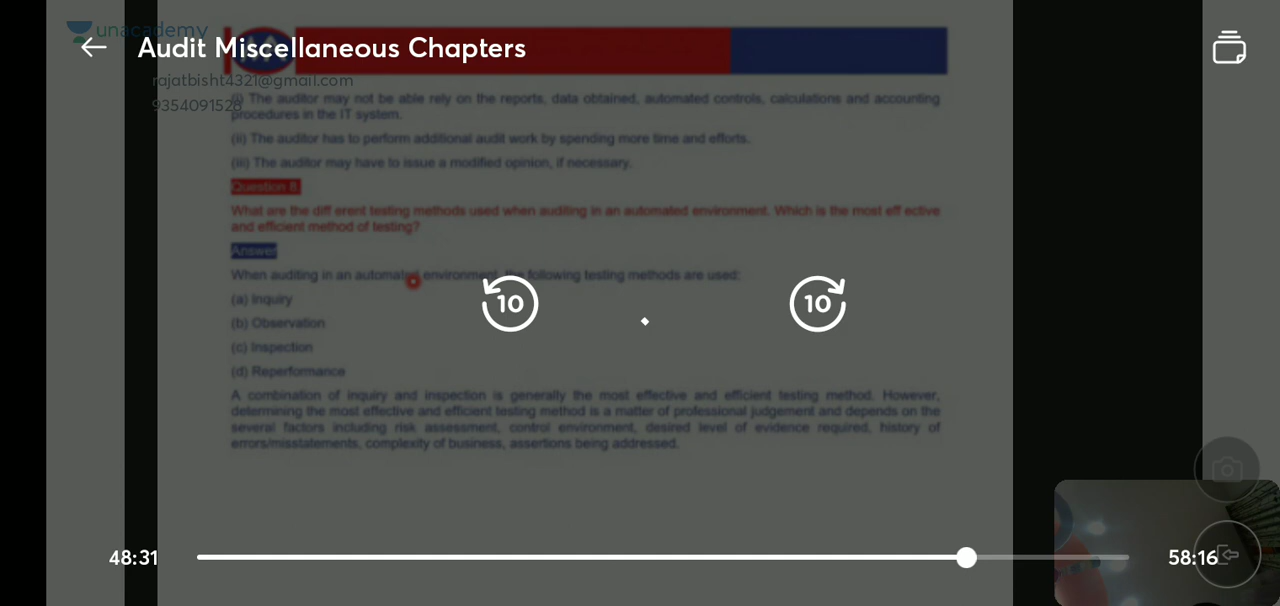 unacademy
Audit Miscellaneous Chapters
rajatbisht4321@gmail.com
9354091528
(i) The auditor may not be able rely on the reports, data obtained, automated controls, calculations and accounting
procedures in the IT system.
(ii) The auditor has to perform additional audit work by spending more time and efforts.
(iii) The auditor may have to issue a modified opinion, if necessary.
Question 8
What are the diff erent testing methods used when auditing in an automated environment. Which is the most eff ective
and efficient method of testing?
Answer
When auditing in an automated environment, the following testing methods are used:
(a) Inquiry
(b) Observation
(c) Inspection
(d) Reperformance
A combination of inquiry and inspection is generally the most effective and efficient testing method. However,
determining the most effective and efficient testing method is a matter of professional judgement and depends on the
several factors including risk assessment, control environment, desired level of evidence required, history of
errors/misstatements, complexity of business, assertions being addressed.
10
10
48:31
58:16